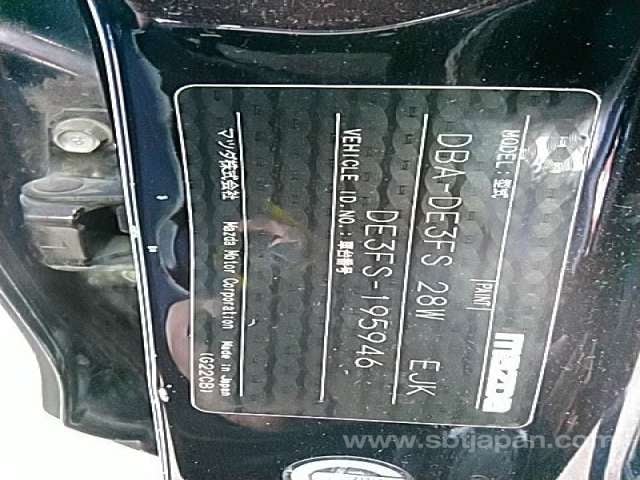 mazda
MODEL: 型式
PAINT
DBA-DE3FS 28W EJK
VEHICLE ID.NO.: 車台番号
DE3FS-195946
マツダ株式会社 Mazda Motor Corporation Made in Japan
(G22CB)
www.sbtjapan.com